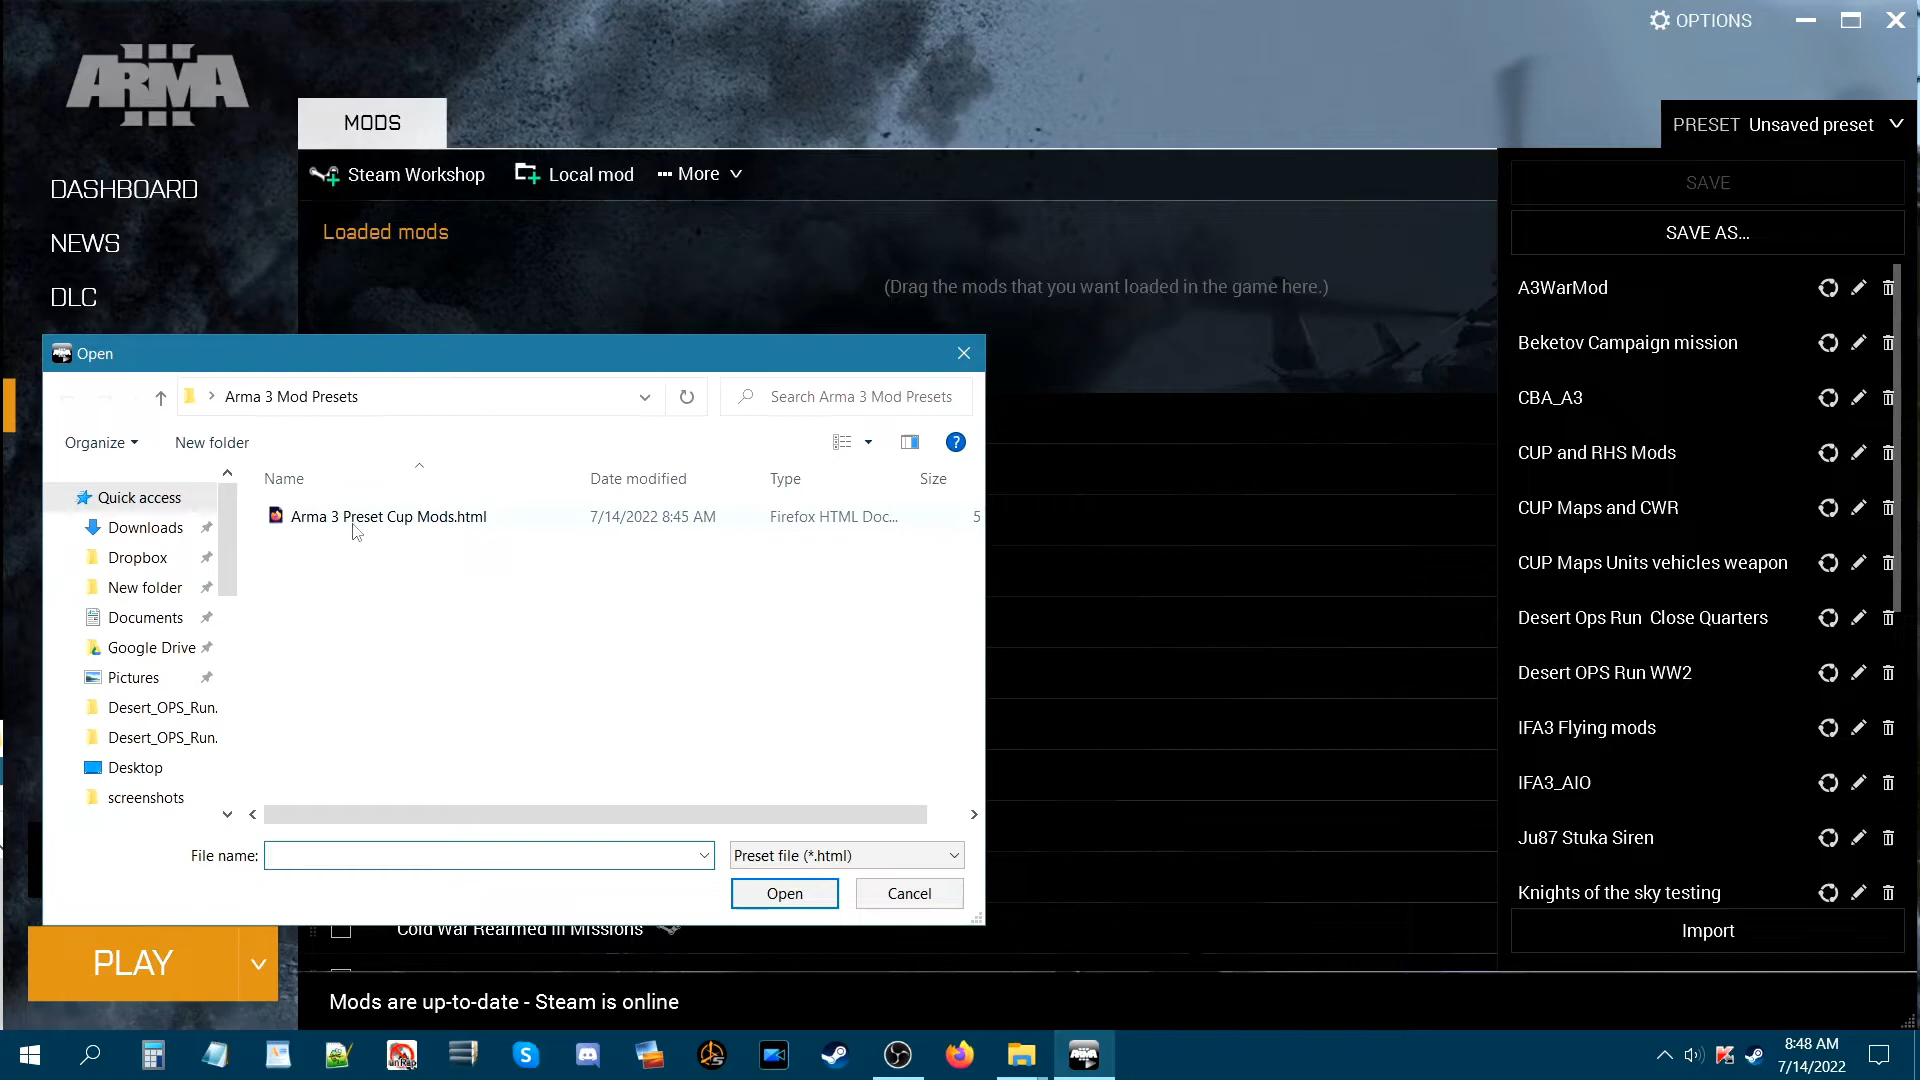 OPTIONS
ARMA III
MODS
PRESET Unsaved preset
DASHBOARD
NEWS
DLC
Steam Workshop
Local mod
More
Loaded mods
(Drag the mods that you want loaded in the game here.)
SAVE
SAVE AS...
A3WarMod
Beketov Campaign mission
CBA_A3
CUP and RHS Mods
CUP Maps and CWR
CUP Maps Units vehicles weapon
Desert Ops Run Close Quarters
Desert OPS Run WW2
IFA3 Flying mods
IFA3_AIO
Ju87 Stuka Siren
Knights of the sky testing
Import
Open
Arma 3 Mod Presets
Search Arma 3 Mod Presets
Organize
New folder
Name
Date modified
Type
Size
Quick access
Downloads
Dropbox
New folder
Documents
Google Drive
Pictures
Desert_OPS_Run.
Desert_OPS_Run.
Desktop
screenshots
Arma 3 Preset Cup Mods.html
7/14/2022 8:45 AM
Firefox HTML Doc...
5
File name:
Preset file (*.html)
Open
Cancel
Cold War Rearmed III Missions
PLAY
Mods are up-to-date - Steam is online
8:48 AM
7/14/2022